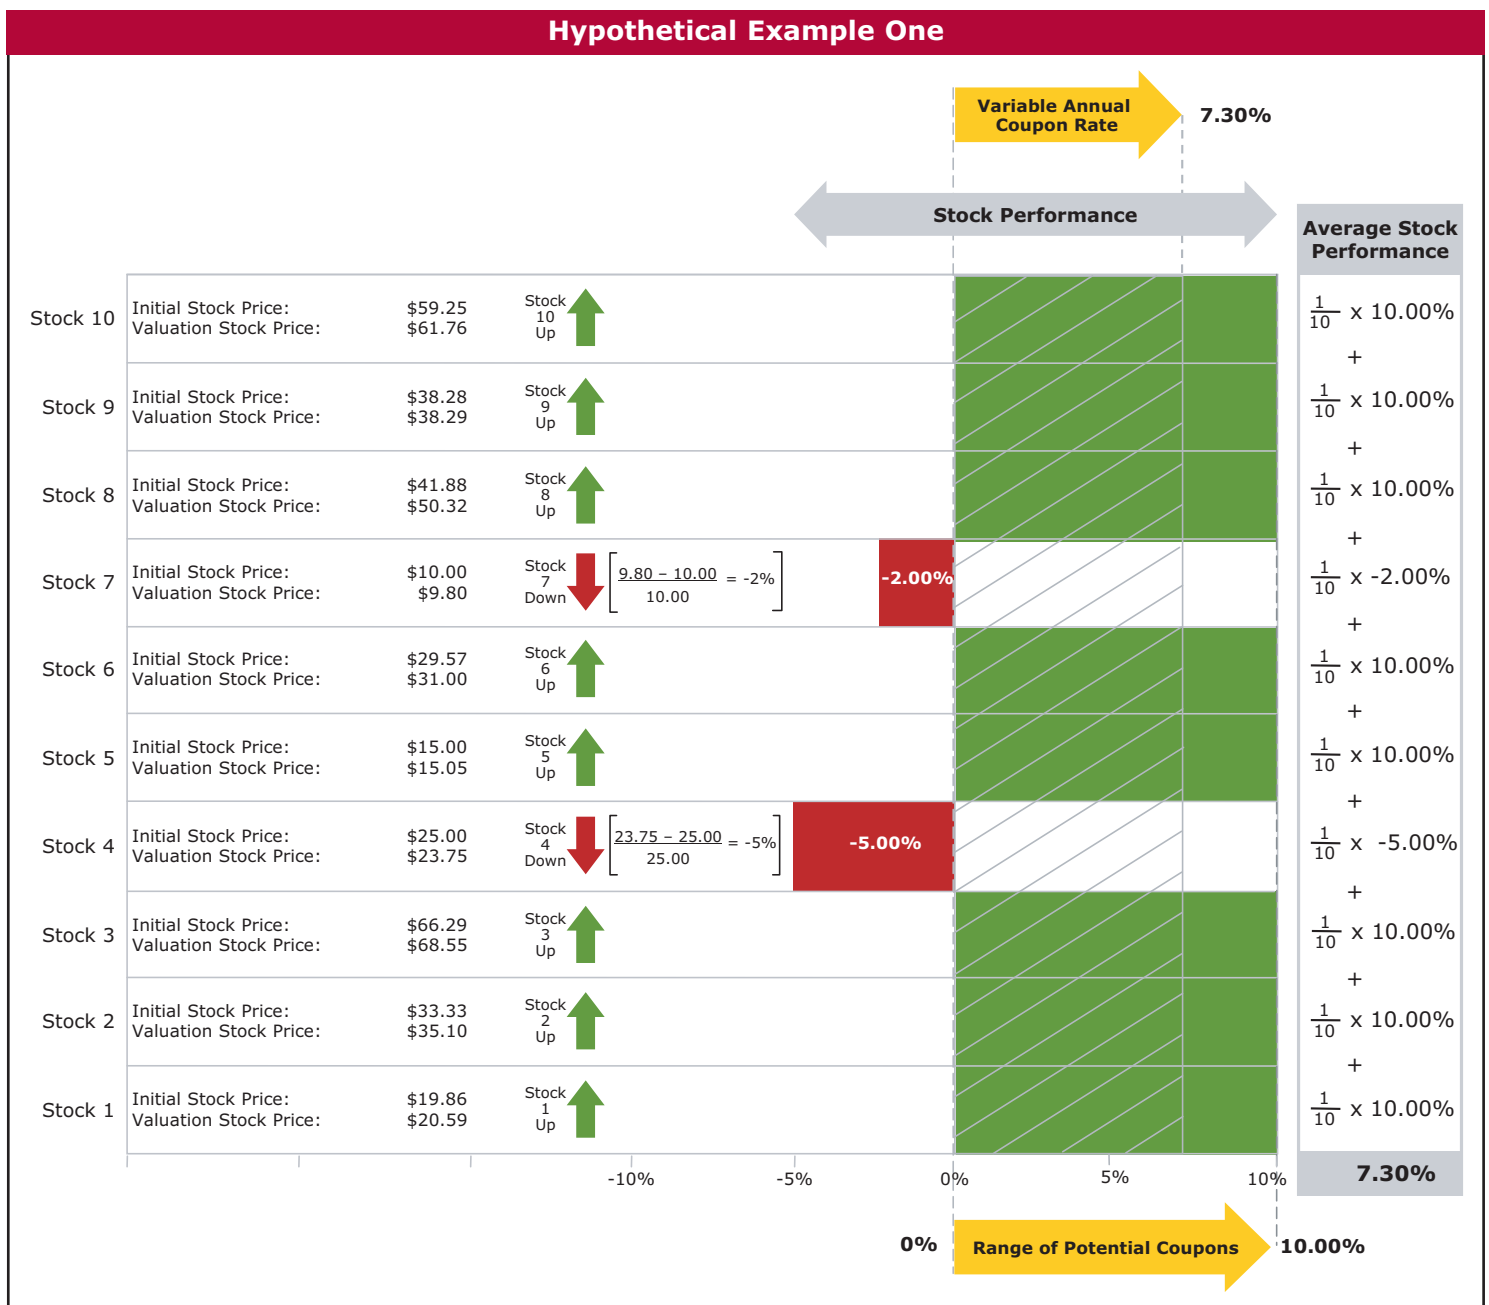 Hypothetical Example One
Variable Annual
Coupon Rate
7.30%
Stock Performance
Average Stock
Performance
Stock 10
Initial Stock Price: $59.25
Valuation Stock Price: $61.76
Stock
10
Up
1/10 x 10.00%
+
Stock 9
Initial Stock Price: $38.28
Valuation Stock Price: $38.29
Stock
9
Up
1/10 x 10.00%
+
Stock 8
Initial Stock Price: $41.88
Valuation Stock Price: $50.32
Stock
8
Up
1/10 x 10.00%
+
Stock 7
Initial Stock Price: $10.00
Valuation Stock Price: $9.80
Stock
7
Down
9.80 – 10.00
10.00
= -2%
-2.00%
1/10 x -2.00%
+
Stock 6
Initial Stock Price: $29.57
Valuation Stock Price: $31.00
Stock
6
Up
1/10 x 10.00%
+
Stock 5
Initial Stock Price: $15.00
Valuation Stock Price: $15.05
Stock
5
Up
1/10 x 10.00%
+
Stock 4
Initial Stock Price: $25.00
Valuation Stock Price: $23.75
Stock
4
Down
23.75 – 25.00
25.00
= -5%
-5.00%
1/10 x -5.00%
+
Stock 3
Initial Stock Price: $66.29
Valuation Stock Price: $68.55
Stock
3
Up
1/10 x 10.00%
+
Stock 2
Initial Stock Price: $33.33
Valuation Stock Price: $35.10
Stock
2
Up
1/10 x 10.00%
+
Stock 1
Initial Stock Price: $19.86
Valuation Stock Price: $20.59
Stock
1
Up
1/10 x 10.00%
-10% -5% 0% 5% 10%
7.30%
0% Range of Potential Coupons 10.00%